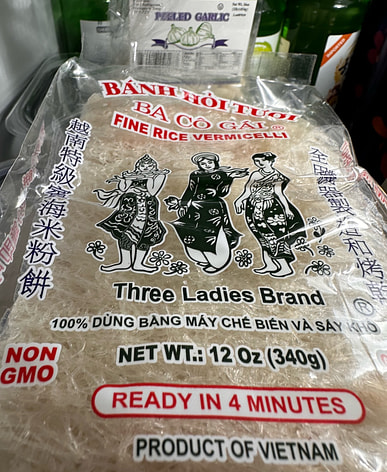 PEELED GARLIC
BÁNH HỎI TƯƠI
BA CÔ GÁI ®
FINE RICE VERMICELLI
越南特級賓海米粉餅
Three Ladies Brand
®
100% DÙNG BẰNG MÁY CHẾ BIẾN VÀ SẤY KHÔ
NON
GMO
NET WT.: 12 Oz (340g)
READY IN 4 MINUTES
PRODUCT OF VIETNAM